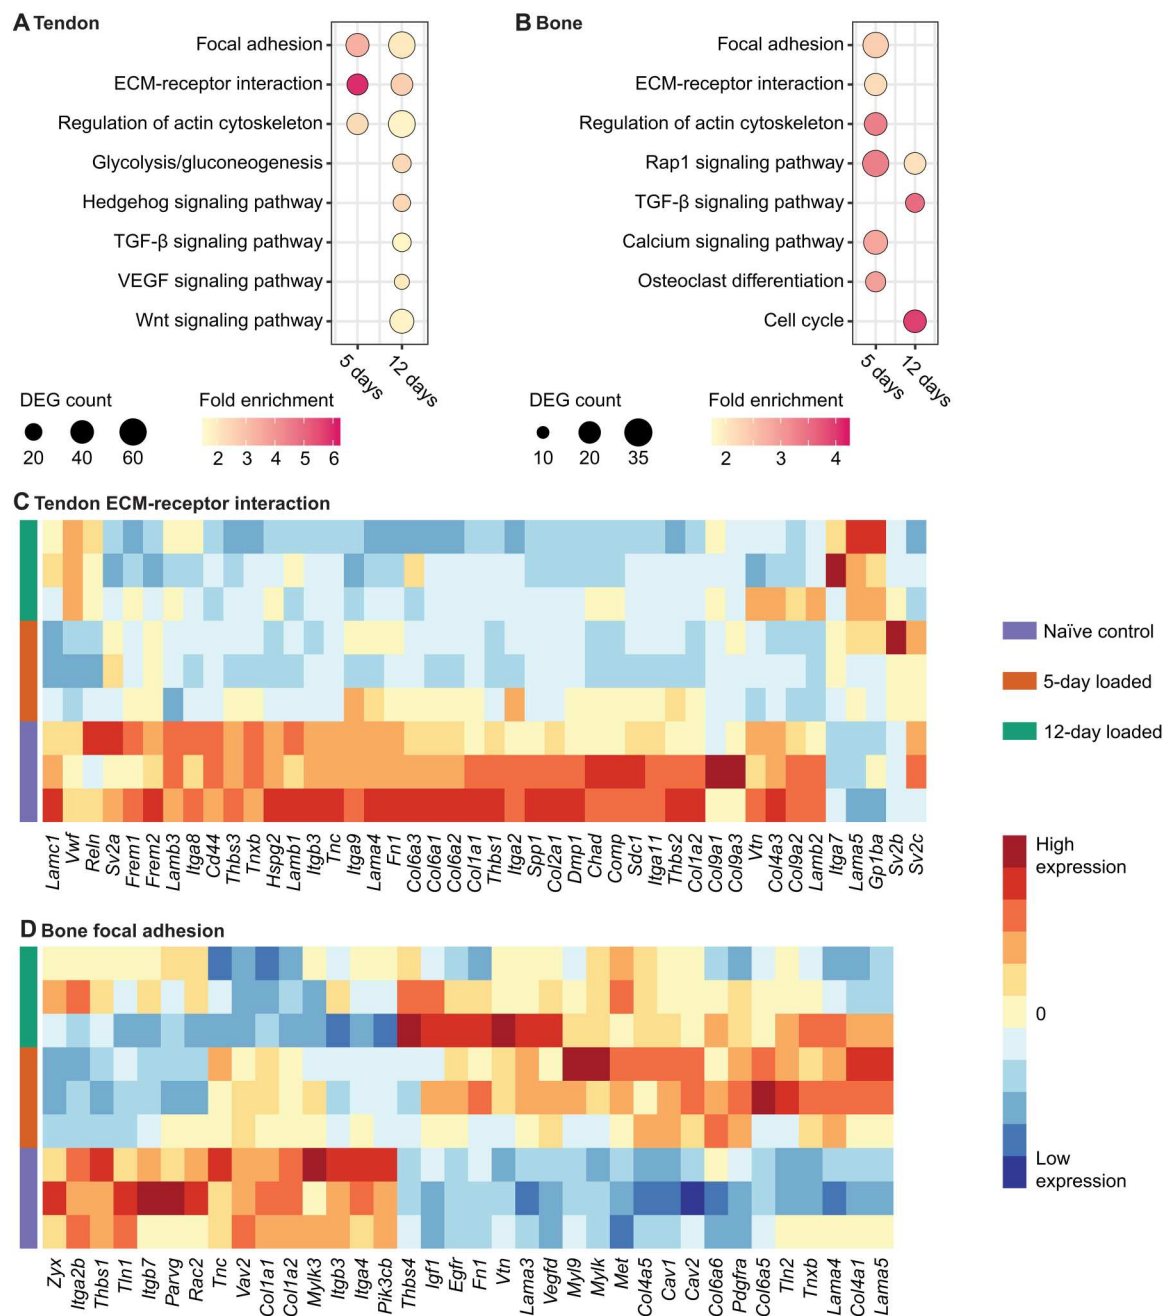 A Tendon
Focal adhesion
ECM-receptor interaction
Regulation of actin cytoskeleton
Glycolysis/gluconeogenesis
Hedgehog signaling pathway
TGF-β signaling pathway
VEGF signaling pathway
Wnt signaling pathway
5 days
12 days
DEG count
20 40 60
Fold enrichment
2 3 4 5 6
B Bone
Focal adhesion
ECM-receptor interaction
Regulation of actin cytoskeleton
Rap1 signaling pathway
TGF-β signaling pathway
Calcium signaling pathway
Osteoclast differentiation
Cell cycle
5 days
12 days
DEG count
10 20 35
Fold enrichment
2 3 4
C Tendon ECM-receptor interaction
Lamc1 Vwf Reln Sv2a Frem1 Frem2 Lamb3 Itga8 Cd44 Thbs3 Tnxb Hspg2 Lamb1 Itgb3 Tnc Itga9 Lama4 Fn1 Col6a3 Col6a1 Col6a2 Col1a1 Thbs1 Itga2 Spp1 Col2a1 Dmp1 Chad Comp Sdc1 Itga11 Thbs2 Col1a2 Col9a1 Col9a3 Vtn Col4a3 Col9a2 Lamb2 Itga7 Lama5 Gp1ba Sv2b Sv2c
Naïve control
5-day loaded
12-day loaded
High
expression
0
Low
expression
D Bone focal adhesion
Zyx Itga2b Thbs1 Tln1 Itgb7 Parvg Rac2 Tnc Vav2 Col1a1 Col1a2 Mylk3 Itgb3 Itga4 Pik3cb Thbs4 Igf1 Egfr Fn1 Vtn Lama3 Vegfd Myl9 Mylk Met Col4a5 Cav1 Cav2 Col6a6 Pdgfra Col6a5 Tln2 Tnxb Lama4 Col4a1 Lama5